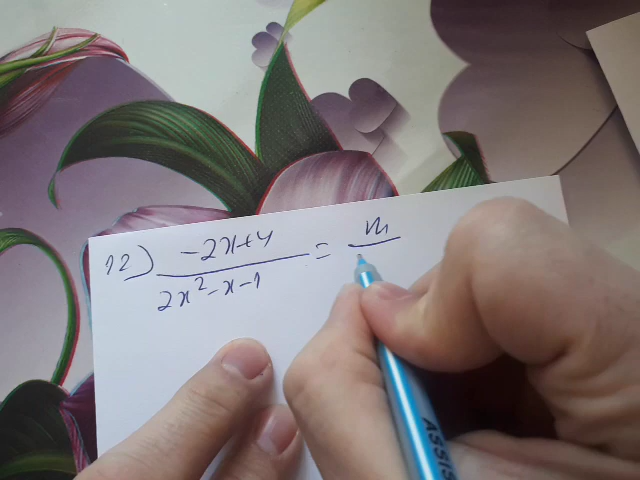 12) (-2x+4)/(2x²-x-1) = m/
ASSIS